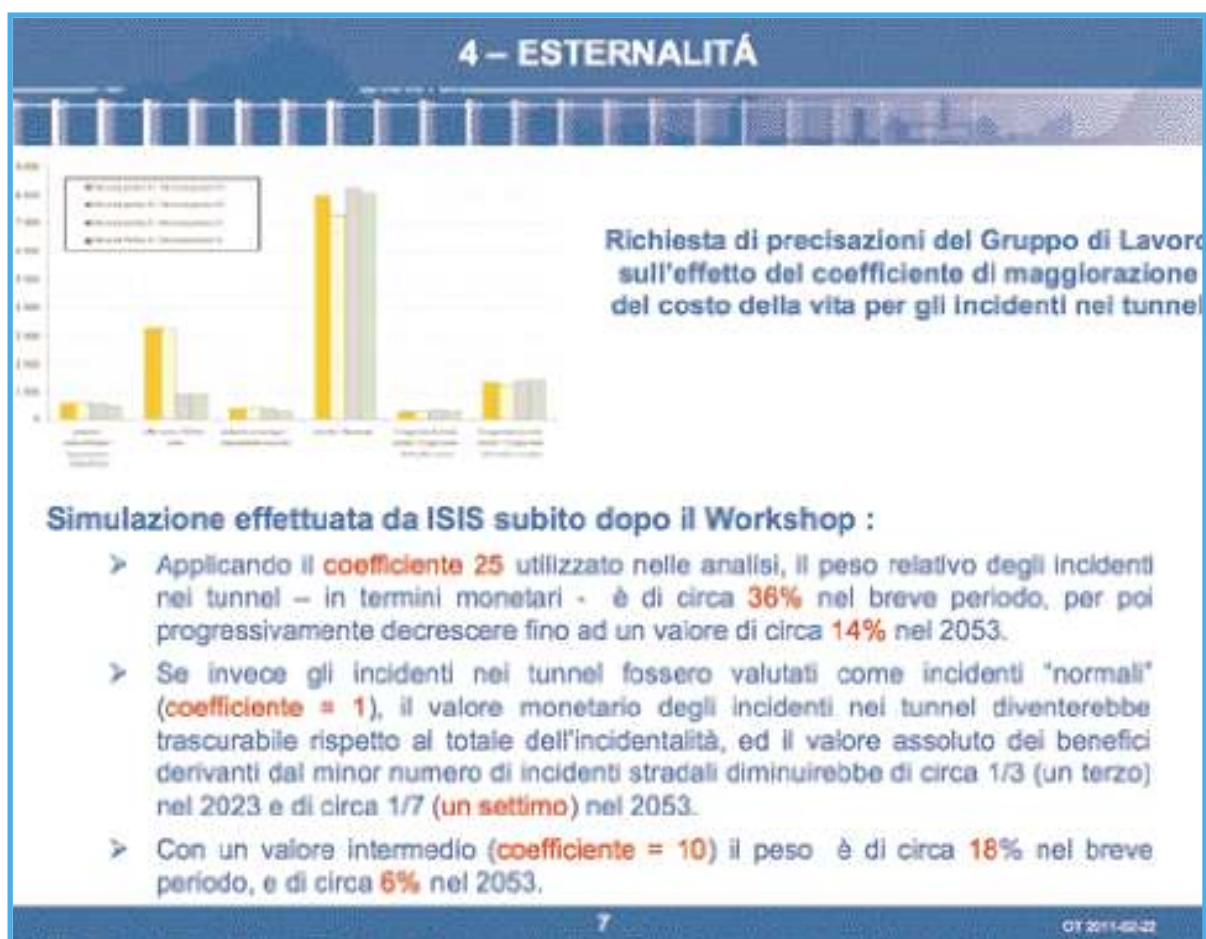 4 – ESTERNALITÁ
Richiesta di precisazioni del Gruppo di Lavoro
sull'effetto del coefficiente di maggiorazione
del costo della vita per gli incidenti nei tunnel
Simulazione effettuata da ISIS subito dopo il Workshop :
➢ Applicando il coefficiente 25 utilizzato nelle analisi, il peso relativo degli incidenti
nei tunnel – in termini monetari - è di circa 36% nel breve periodo, per poi
progressivamente decrescere fino ad un valore di circa 14% nel 2053.
➢ Se invece gli incidenti nei tunnel fossero valutati come incidenti "normali"
(coefficiente = 1), il valore monetario degli incidenti nei tunnel diventerebbe
trascurabile rispetto al totale dell'incidentalità, ed il valore assoluto dei benefici
derivanti dal minor numero di incidenti stradali diminuirebbe di circa 1/3 (un terzo)
nel 2023 e di circa 1/7 (un settimo) nel 2053.
➢ Con un valore intermedio (coefficiente = 10) il peso è di circa 18% nel breve
periodo, e di circa 6% nel 2053.
7
OT 2011-02-22